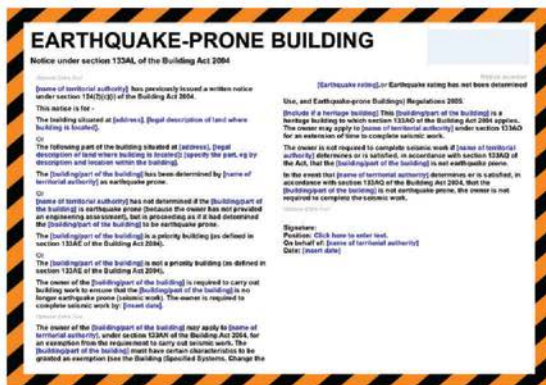 EARTHQUAKE-PRONE BUILDING
Notice under section 133AL of the Building Act 2004
[name of territorial authority] has previously issued a written notice
under section 124(2)(c)(i) of the Building Act 2004.
This notice is for -
The building situated at [address], [legal description of land where
building is located].
Or
The following part of the building situated at [address], [legal
description of land where building is located]: [specify the part, eg by
description and location within the building].
The [building/part of the building] has been determined by [name of
territorial authority] as earthquake prone.
Or
[name of territorial authority] has not determined if the [building/part of
the building] is earthquake prone (because the owner has not provided
an engineering assessment), but is proceeding as if it had determined
the [building/part of the building] to be earthquake prone.
Or
The [building/part of the building] is a priority building (as defined in
section 133AE of the Building Act 2004).
Or
The [building/part of the building] is not a priority building (as defined in
section 133AE of the Building Act 2004).
The owner of the [building/part of the building] is required to carry out
building work to ensure that the [building/part of the building] is no
longer earthquake prone (seismic work). The owner is required to
complete seismic work by: [insert date].
The owner of the [building/part of the building] may apply to [name of
territorial authority], under section 133AN of the Building Act 2004, for
an exemption from the requirement to carry out seismic work. The
[building/part of the building] must have certain characteristics to be
granted an exemption (see the Building (Specified Systems, Change the
[Earthquake rating], or Earthquake rating has not been determined
Use, and Earthquake-prone Buildings) Regulations 2005.
[Include if a heritage building] This [building/part of the building] is a
heritage building to which section 133AO of the Building Act 2004 applies.
The owner may apply to [name of territorial authority] under section 133AO
for an extension of time to complete seismic work.
The owner is not required to complete seismic work if [name of territorial
authority] determines or is satisfied, in accordance with section 133AQ of
the Act, that the [building/part of the building] is not earthquake prone.
In the event that [name of territorial authority] determines or is satisfied, in
accordance with section 133AQ of the Building Act 2004, that the
[building/part of the building] is not earthquake prone, the owner is not
required to complete the seismic work.
Signature:
Position: Click here to enter text.
On behalf of: [name of territorial authority]
Date: [insert date]